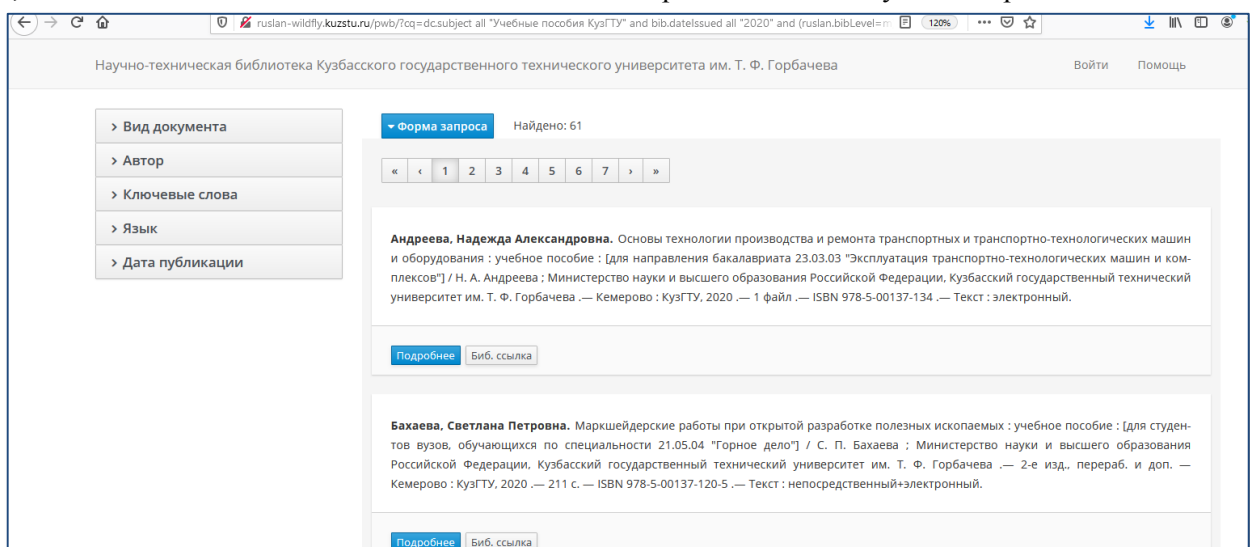 ruslan-wildfly.kuzstu.ru/pwb/?cq=dc.subject all "Учебные пособия КузГТУ" and bib.dateIssued all "2020" and (ruslan.bibLevel=m 120%
Научно-техническая библиотека Кузбасского государственного технического университета им. Т. Ф. Горбачева Войти Помощь
> Вид документа
> Автор
> Ключевые слова
> Язык
> Дата публикации
Форма запроса Найдено: 61
« ‹ 1 2 3 4 5 6 7 › »
Андреева, Надежда Александровна. Основы технологии производства и ремонта транспортных и транспортно-технологических машин
и оборудования : учебное пособие : [для направления бакалавриата 23.03.03 "Эксплуатация транспортно-технологических машин и ком-
плексов"] / Н. А. Андреева ; Министерство науки и высшего образования Российской Федерации, Кузбасский государственный технический
университет им. Т. Ф. Горбачева .— Кемерово : КузГТУ, 2020 .— 1 файл .— ISBN 978-5-00137-134 .— Текст : электронный.
Подробнее Биб. ссылка
Бахаева, Светлана Петровна. Маркшейдерские работы при открытой разработке полезных ископаемых : учебное пособие : [для студен-
тов вузов, обучающихся по специальности 21.05.04 "Горное дело"] / С. П. Бахаева ; Министерство науки и высшего образования
Российской Федерации, Кузбасский государственный технический университет им. Т. Ф. Горбачева .— 2-е изд., перераб. и доп. —
Кемерово : КузГТУ, 2020 .— 211 с. — ISBN 978-5-00137-120-5 .— Текст : непосредственный+электронный.
Подробнее Биб. ссылка